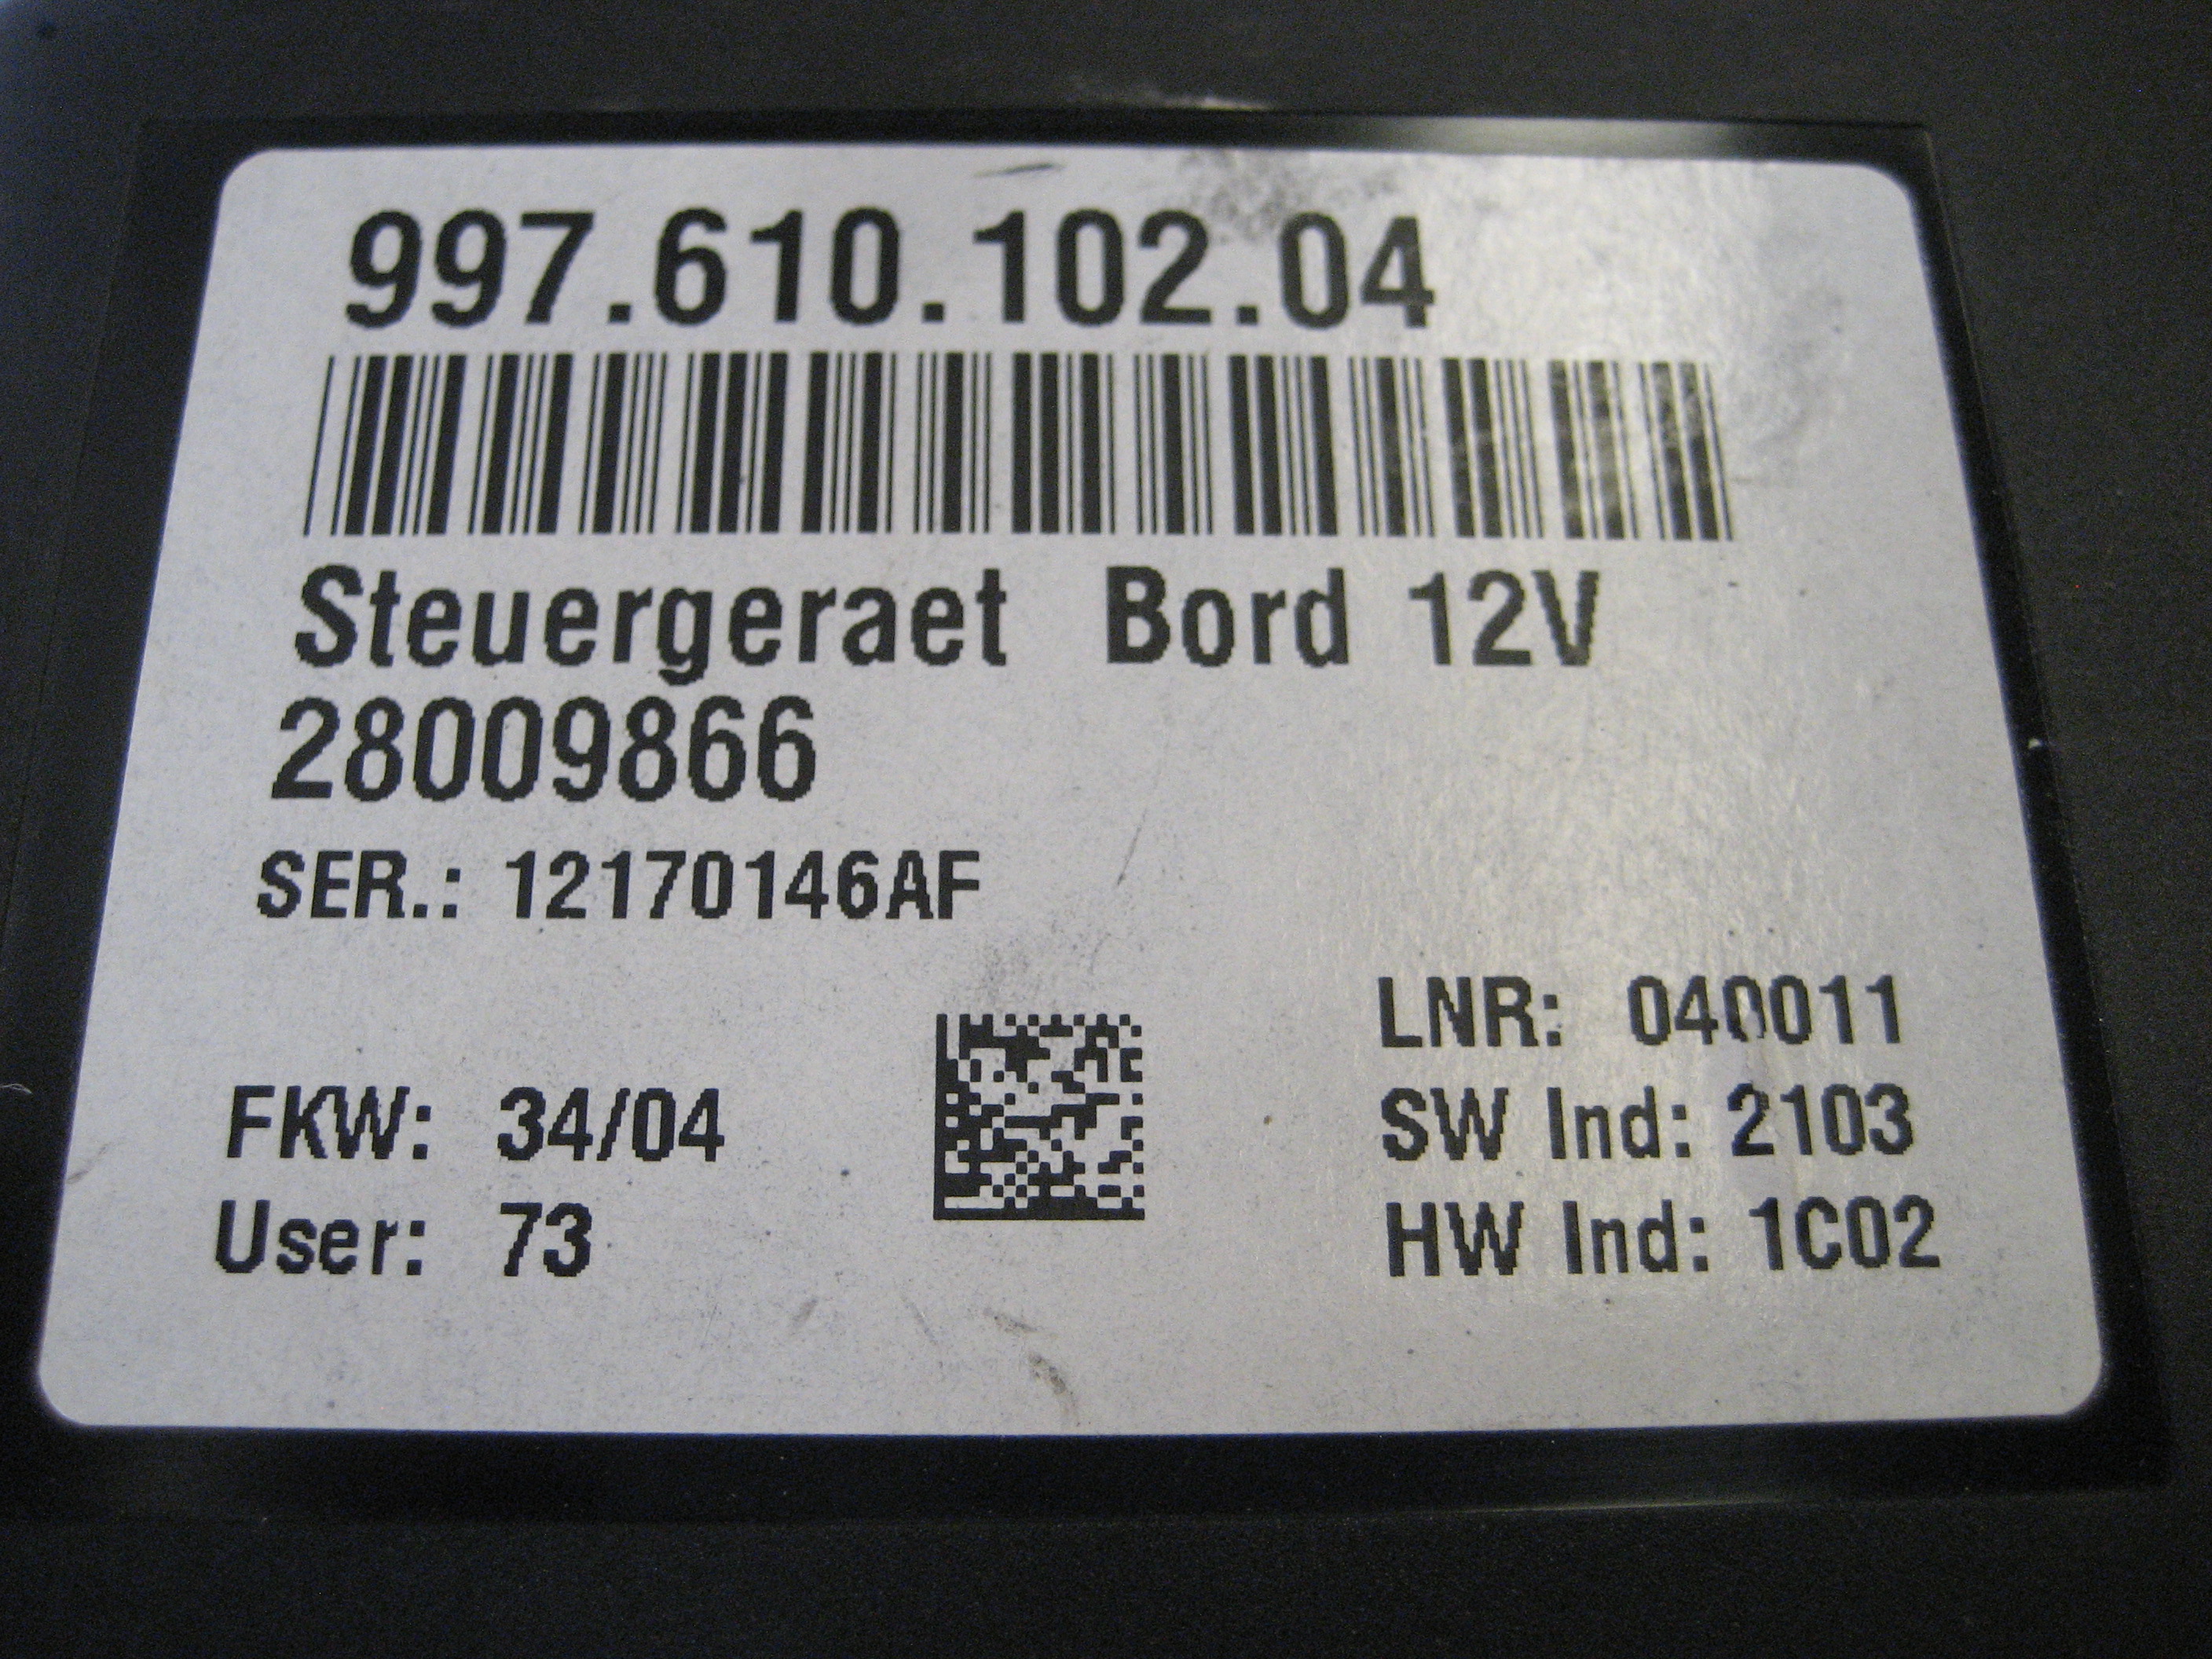 997.610.102.04
Steuergeraet Bord 12V
28009866
SER.: 12170146AF
LNR: 040011
FKW: 34/04
SW Ind: 2103
User: 73
HW Ind: 1C02